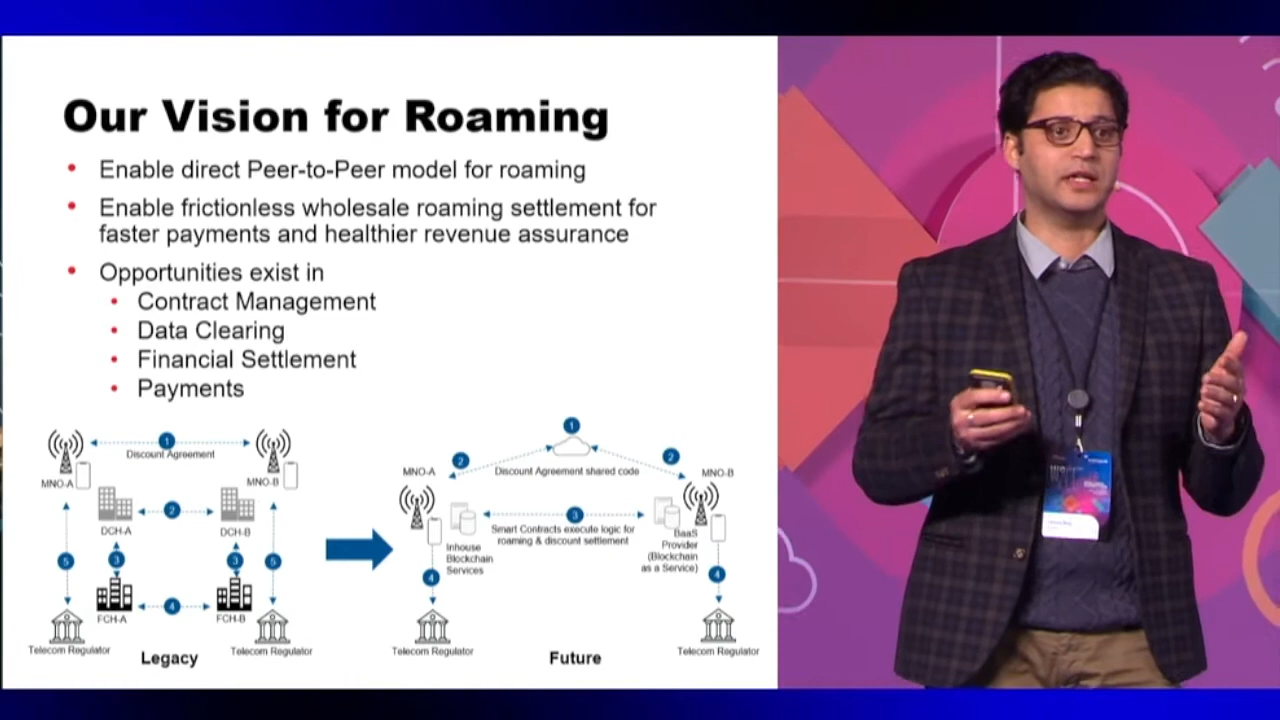 Our Vision for Roaming
Enable direct Peer-to-Peer model for roaming
Enable frictionless wholesale roaming settlement for
faster payments and healthier revenue assurance
Opportunities exist in
Contract Management
Data Clearing
Financial Settlement
Payments
1
Discount Agreement
MNO-A
MNO-B
2
DCH-A
DCH-B
5
3
3
5
4
FCH-A
FCH-B
Telecom Regulator
Telecom Regulator
Legacy
1
2
2
MNO-A
Discount Agreement shared code
MNO-B
3
Smart Contracts execute logic for
roaming & discount settlement
Inhouse
Blockchain
Services
BaaS
Provider
(Blockchain
as a Service)
4
4
Telecom Regulator
Telecom Regulator
Future